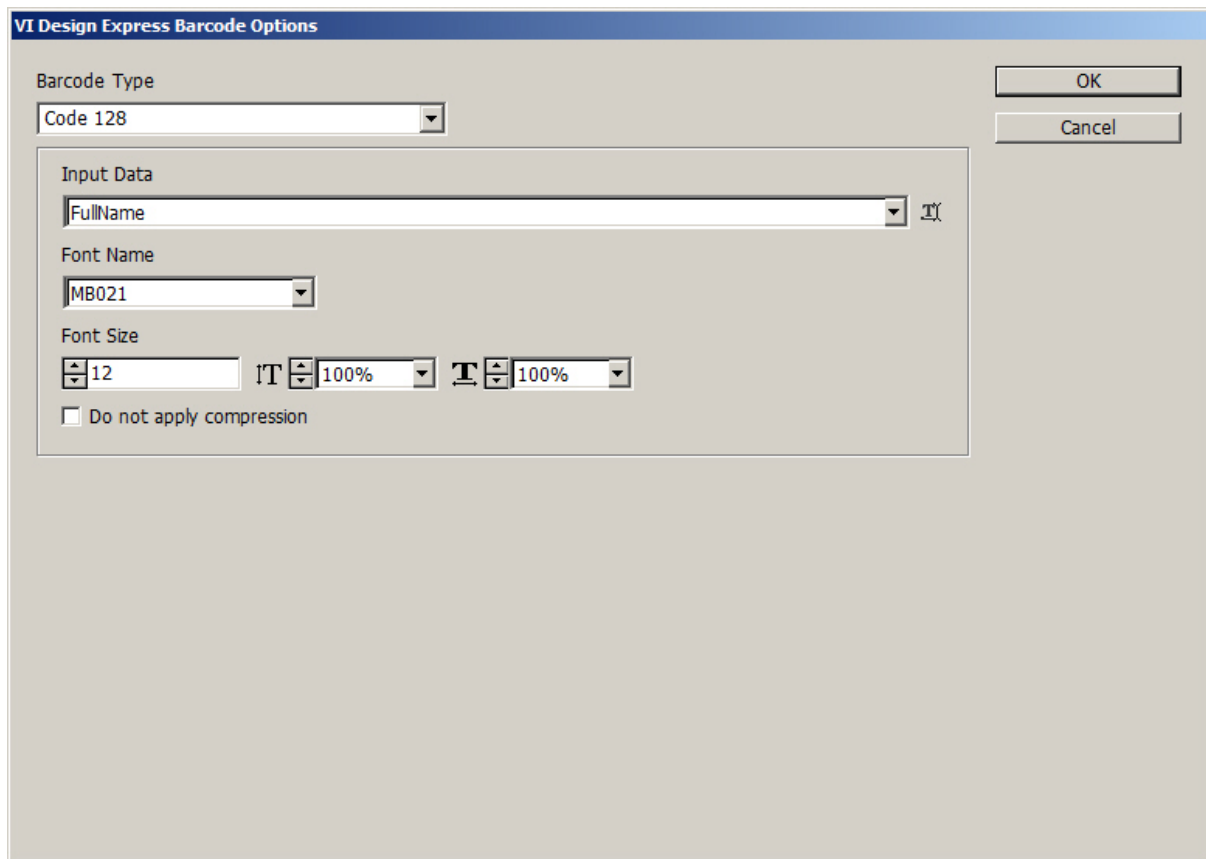 VI Design Express Barcode Options
Barcode Type
OK
Code 128
Cancel
Input Data
FullName
Font Name
MB021
Font Size
12 100% 100%
Do not apply compression